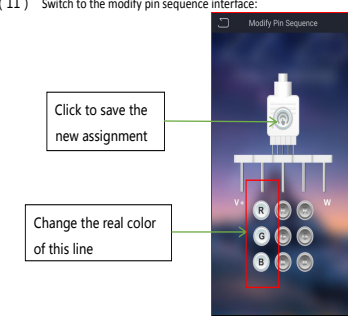 ( 11 ) Switch to the modify pin sequence interface:
Modify Pin Sequence
Click to save the
new assignment
V+
W
R
G
B
Change the real color
of this line